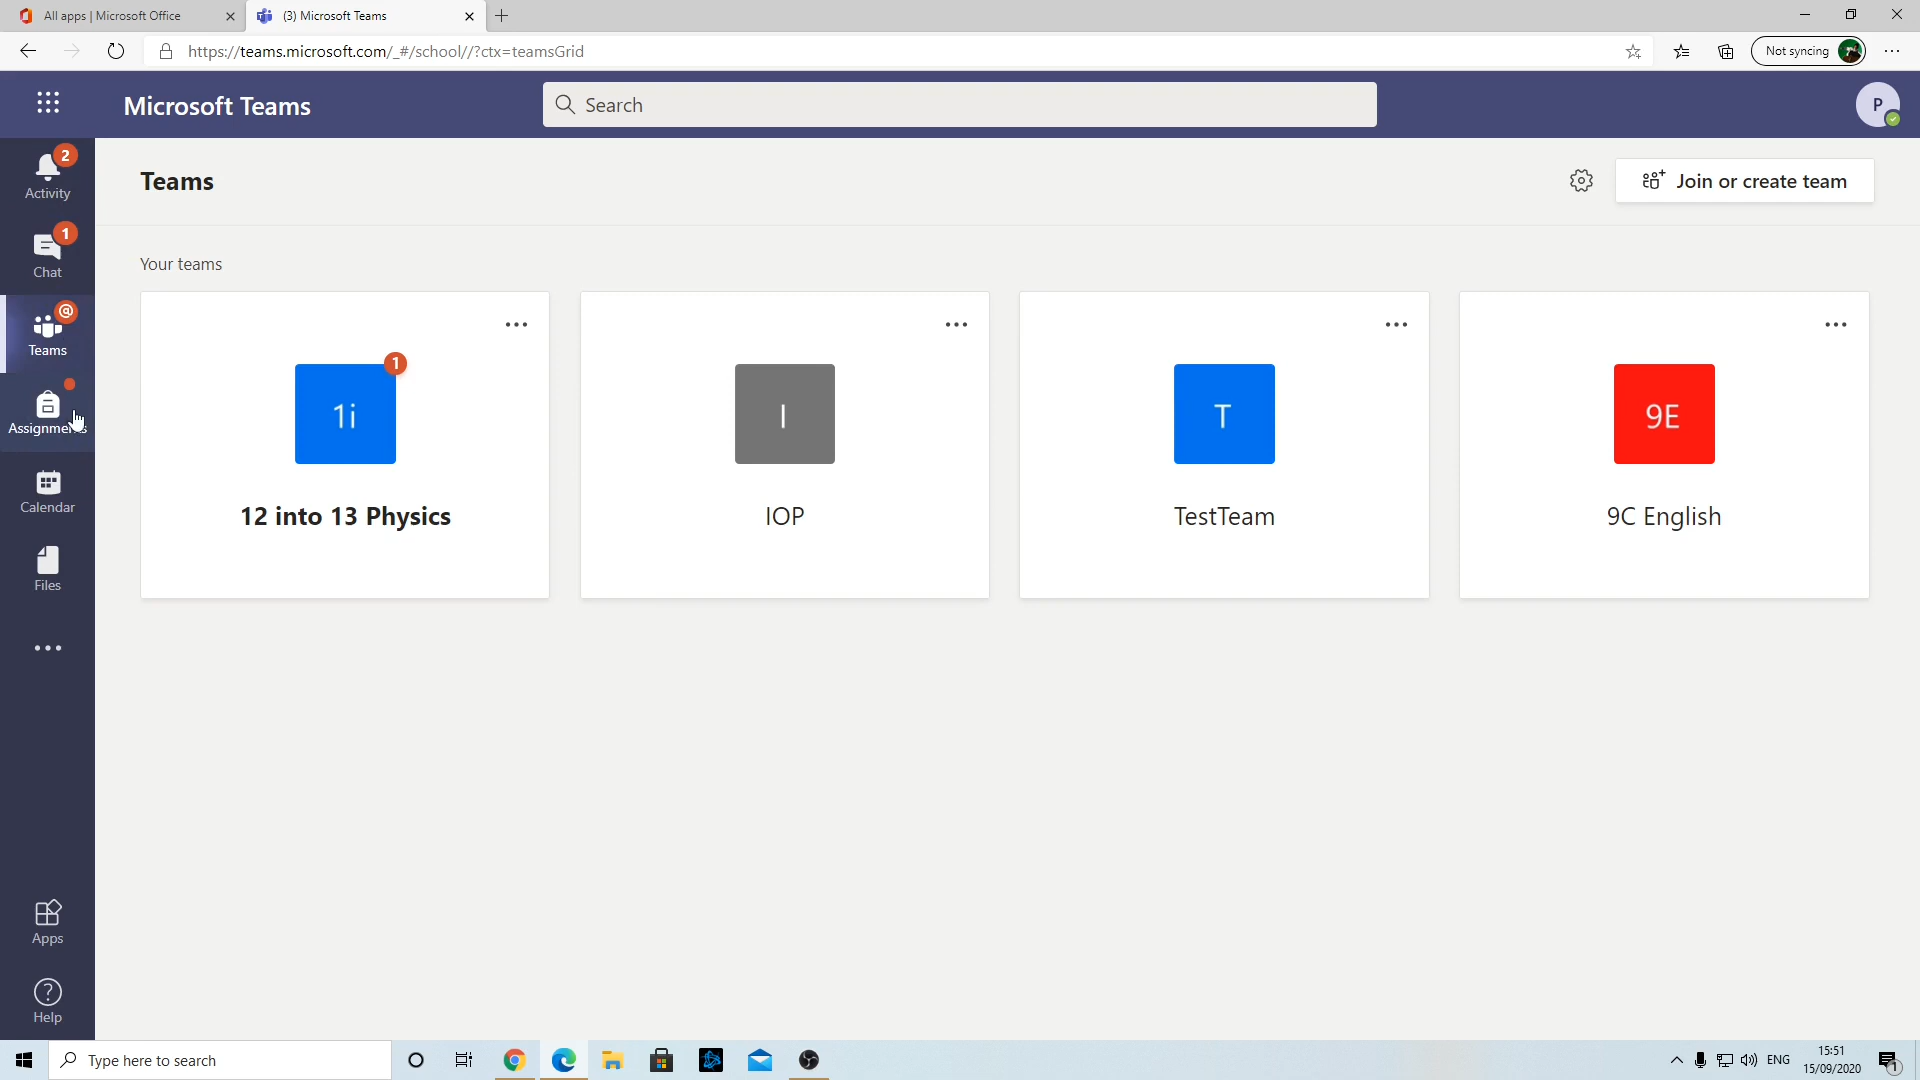 All apps | Microsoft Office
(3) Microsoft Teams
https://teams.microsoft.com/_#/school//?ctx=teamsGrid
Not syncing
Microsoft Teams
Search
P
2
Activity
1
Chat
@
Teams
Assignments
Calendar
Files
Apps
Help
Teams
Join or create team
Your teams
1
1i
12 into 13 Physics
I
IOP
T
TestTeam
9E
9C English
Type here to search
ENG
15:51
15/09/2020
1